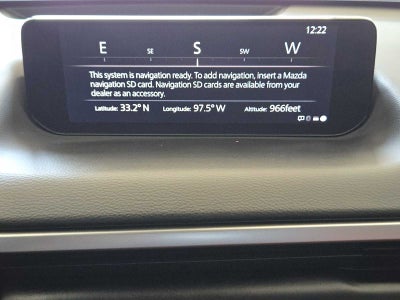 12:22
E SE S SW W
This system is navigation ready. To add navigation, insert a Mazda
navigation SD card. Navigation SD cards are available from your
dealer as an accessory.
Latitude: 33.2° N Longitude: 97.5° W Altitude: 966feet